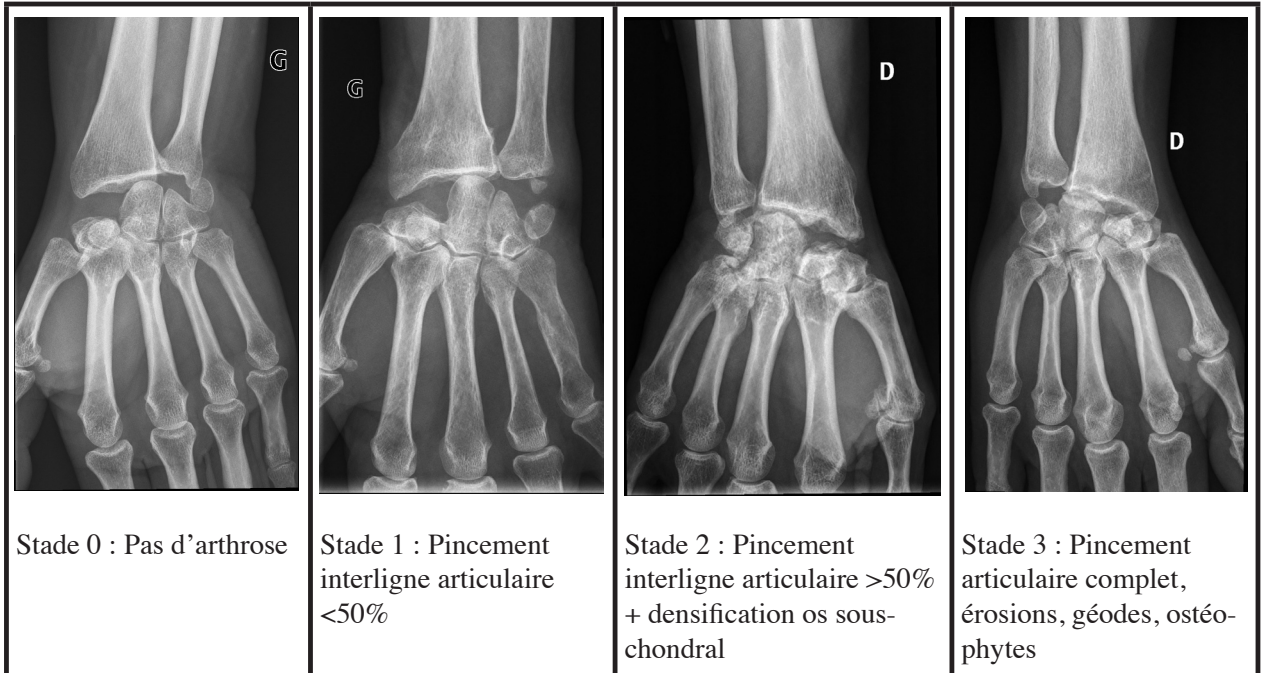 G
G
D
D
Stade 0 : Pas d’arthrose
Stade 1 : Pincement
interligne articulaire
<50%
Stade 2 : Pincement
interligne articulaire >50%
+ densification os sous-
chondral
Stade 3 : Pincement
articulaire complet,
érosions, géodes, ostéo-
phytes